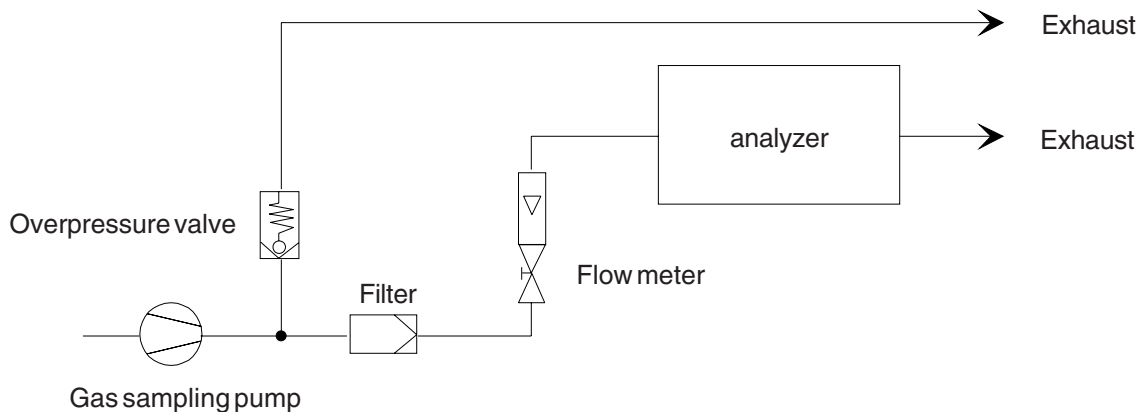 Exhaust
analyzer
Exhaust
Overpressure valve
Flow meter
Filter
Gas sampling pump